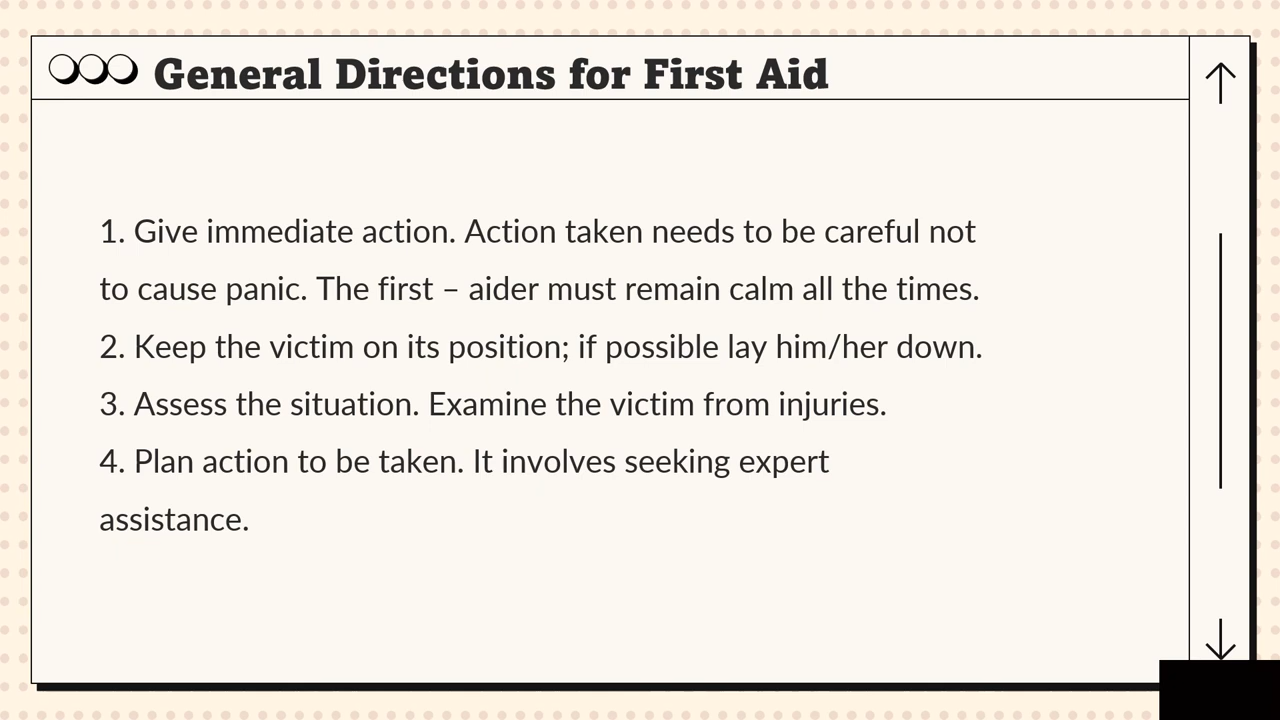 General Directions for First Aid
1. Give immediate action. Action taken needs to be careful not
to cause panic. The first – aider must remain calm all the times.
2. Keep the victim on its position; if possible lay him/her down.
3. Assess the situation. Examine the victim from injuries.
4. Plan action to be taken. It involves seeking expert
assistance.